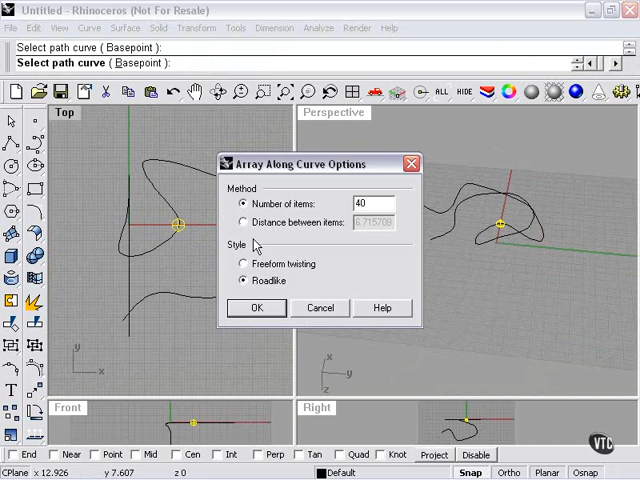 Untitled - Rhinoceros (Not For Resale)
File Edit View Curve Surface Solid Transform Tools Dimension Analyze Render Help
Select path curve ( Basepoint ):
Select path curve ( Basepoint ):
ALL HIDE
Top
Perspective
Array Along Curve Options
Method
Number of items: 40
Distance between items: 6.715708
Style
Freeform twisting
Roadlike
OK Cancel Help
y
x
x
y
z
T
Front
Right
VTC
End Near Point Mid Cen Int Perp Tan Quad Knot Project Disable
CPlane x 12.926 y 7.607 z 0 Default Snap Ortho Planar Osnap